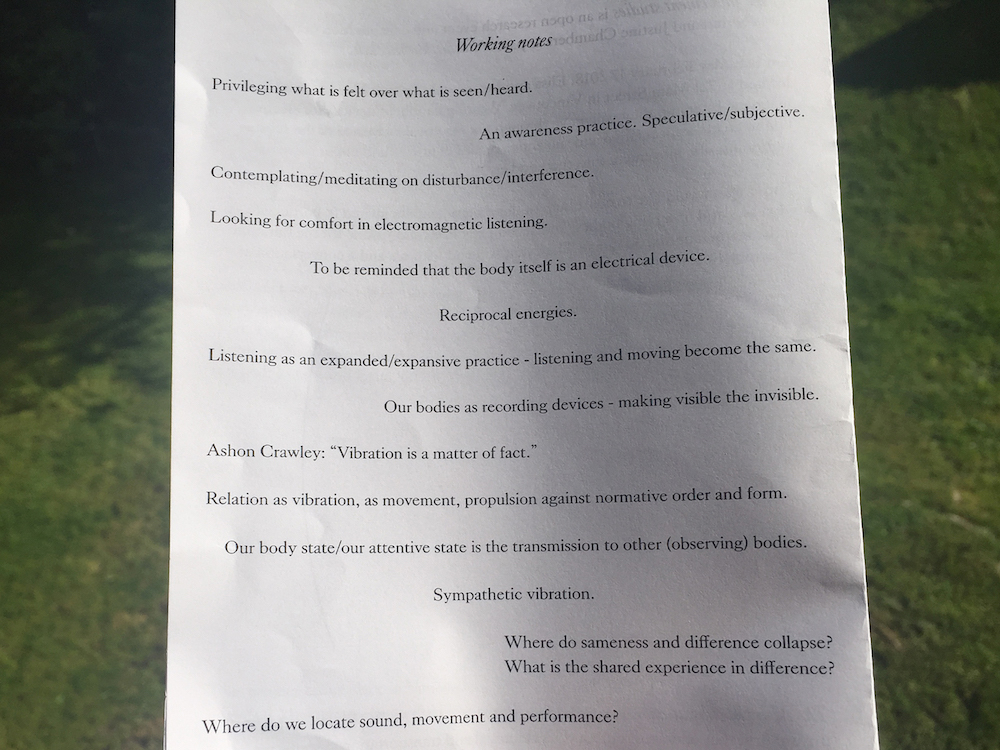 Working notes
Privileging what is felt over what is seen/heard.
An awareness practice. Speculative/subjective.
Contemplating/meditating on disturbance/interference.
Looking for comfort in electromagnetic listening.
To be reminded that the body itself is an electrical device.
Reciprocal energies.
Listening as an expanded/expansive practice - listening and moving become the same.
Our bodies as recording devices - making visible the invisible.
Ashon Crawley: “Vibration is a matter of fact.”
Relation as vibration, as movement, propulsion against normative order and form.
Our body state/our attentive state is the transmission to other (observing) bodies.
Sympathetic vibration.
Where do sameness and difference collapse?
What is the shared experience in difference?
Where do we locate sound, movement and performance?